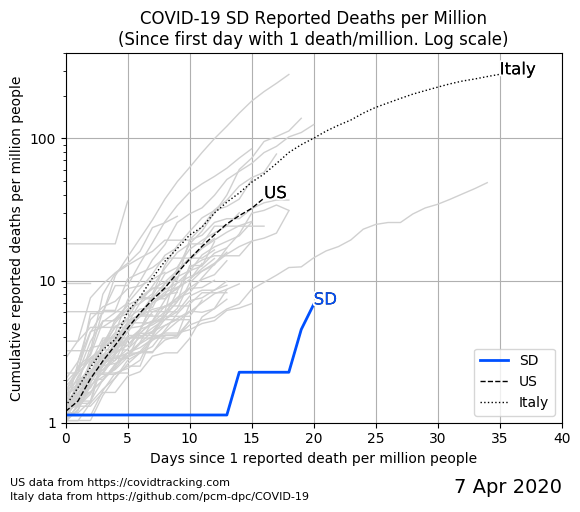 COVID-19 SD Reported Deaths per Million
(Since first day with 1 death/million. Log scale)
Cumulative reported deaths per million people
100
10
1
Italy
US
SD
SD
US
Italy
0 5 10 15 20 25 30 35 40
Days since 1 reported death per million people
US data from https://covidtracking.com
Italy data from https://github.com/pcm-dpc/COVID-19
7 Apr 2020